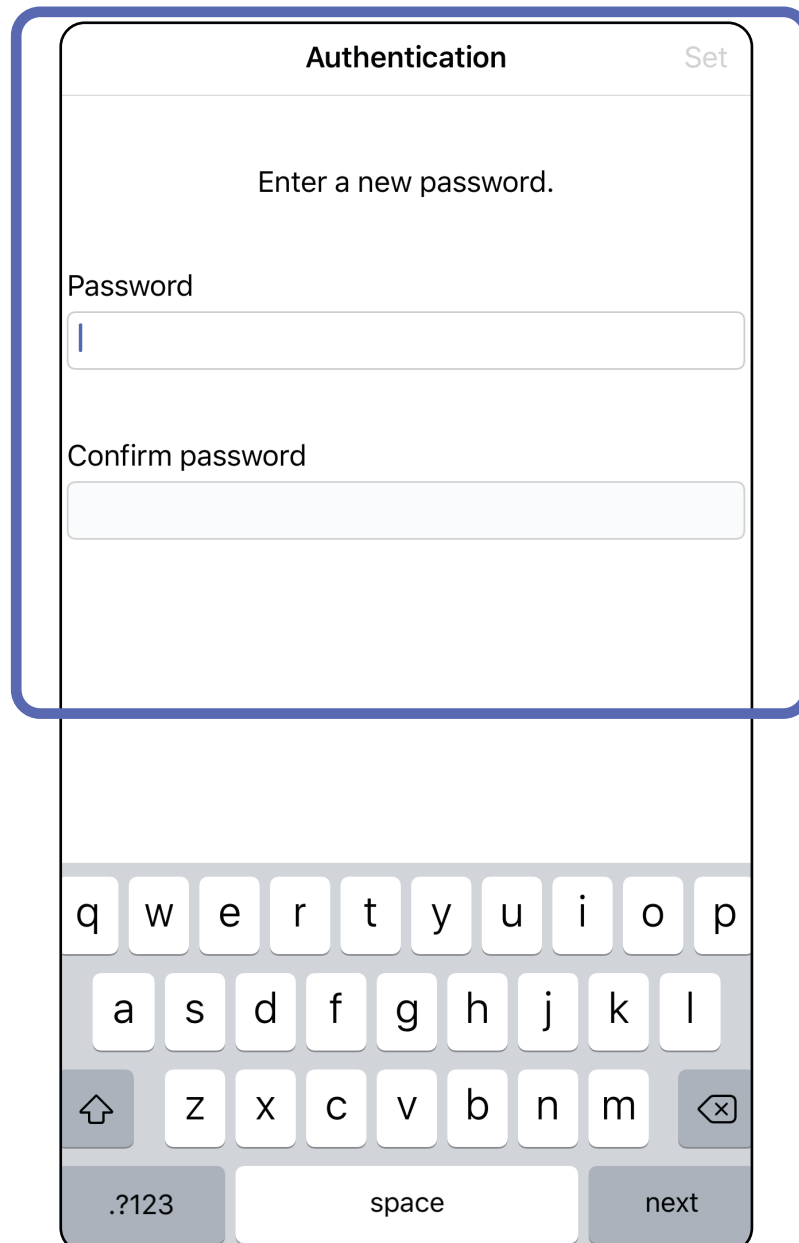 Authentication Set
Enter a new password.
Password
Confirm password
q w e r t y u i o p
a s d f g h j k l
z x c v b n m
.?123 space next